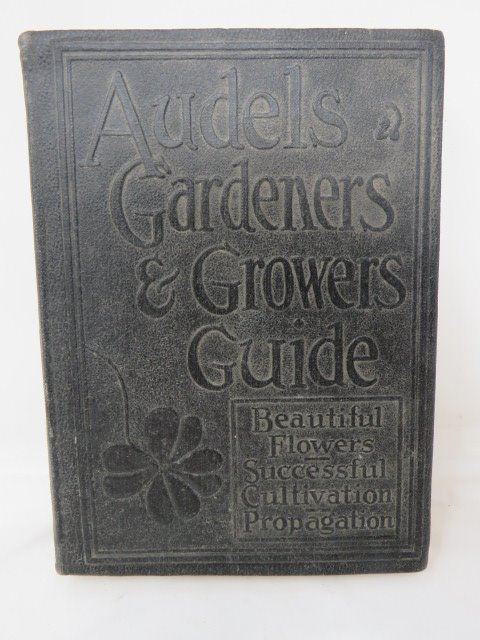 Audels
Gardeners
& Growers
Guide
Beautiful
Flowers
Successful
Cultivation
Propagation